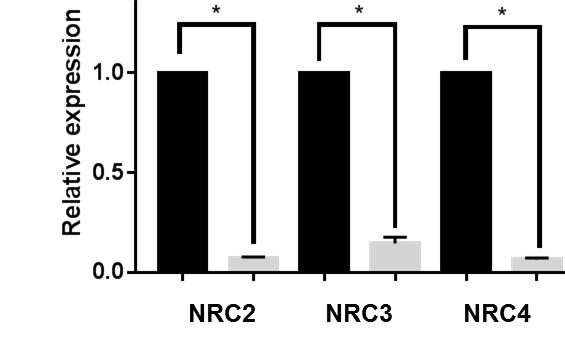 * * *
Relative expression
1.0
0.5
0.0
NRC2 NRC3 NRC4